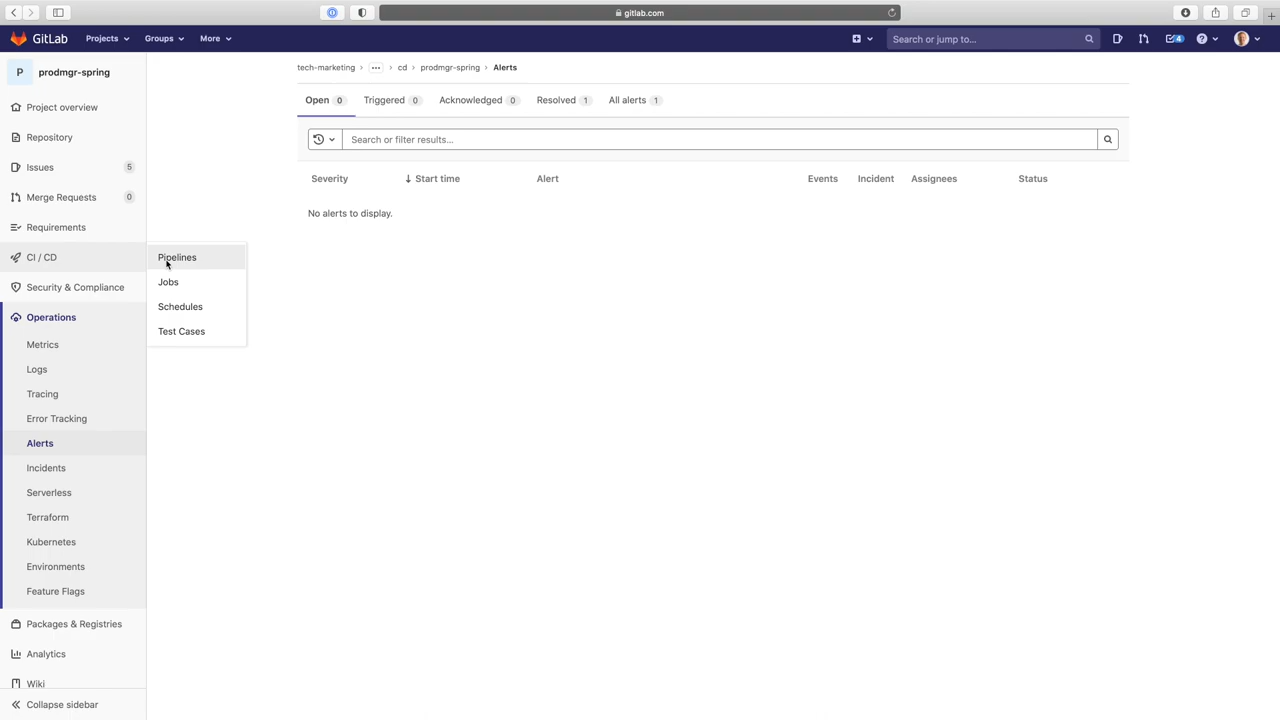 gitlab.com
GitLab
Projects
Groups
More
Search or jump to...
4
P
prodmgr-spring
Project overview
Repository
Issues 5
Merge Requests 0
Requirements
CI / CD
Security & Compliance
Operations
Metrics
Logs
Tracing
Error Tracking
Alerts
Incidents
Serverless
Terraform
Kubernetes
Environments
Feature Flags
Packages & Registries
Analytics
Wiki
Collapse sidebar
Pipelines
Jobs
Schedules
Test Cases
tech-marketing › ... › cd › prodmgr-spring › Alerts
Open 0 Triggered 0 Acknowledged 0 Resolved 1 All alerts 1
Search or filter results...
Severity ↓ Start time Alert Events Incident Assignees Status
No alerts to display.